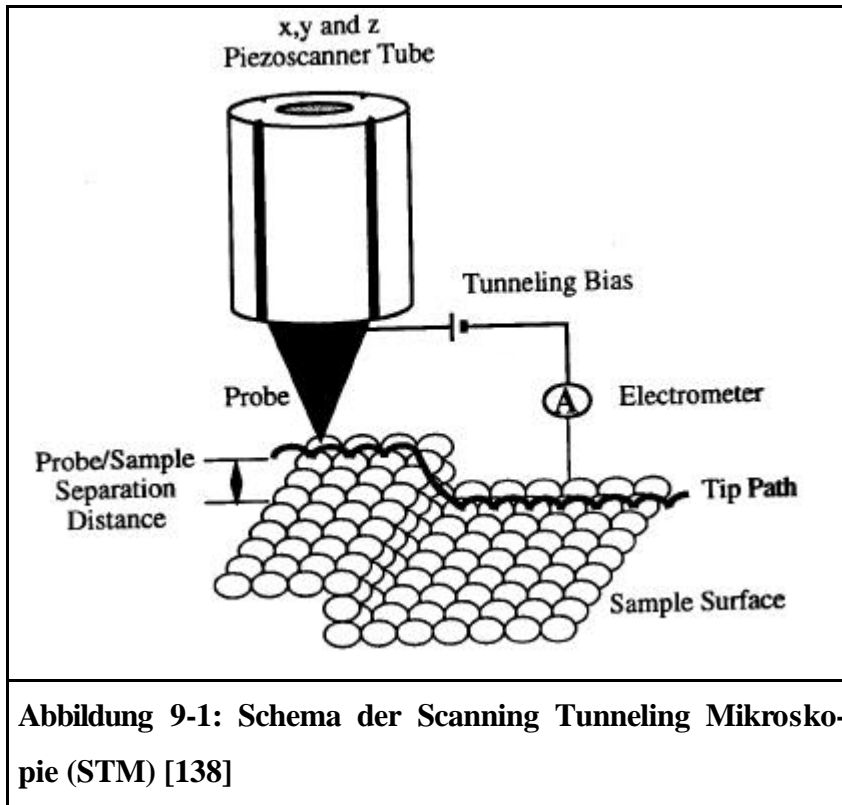 x,y and z
Piezoscanner Tube
Tunneling Bias
Probe
A
Electrometer
Probe/Sample
Separation
Distance
Tip Path
Sample Surface
Abbildung 9-1: Schema der Scanning Tunneling Mikrosko-
pie (STM) [138]